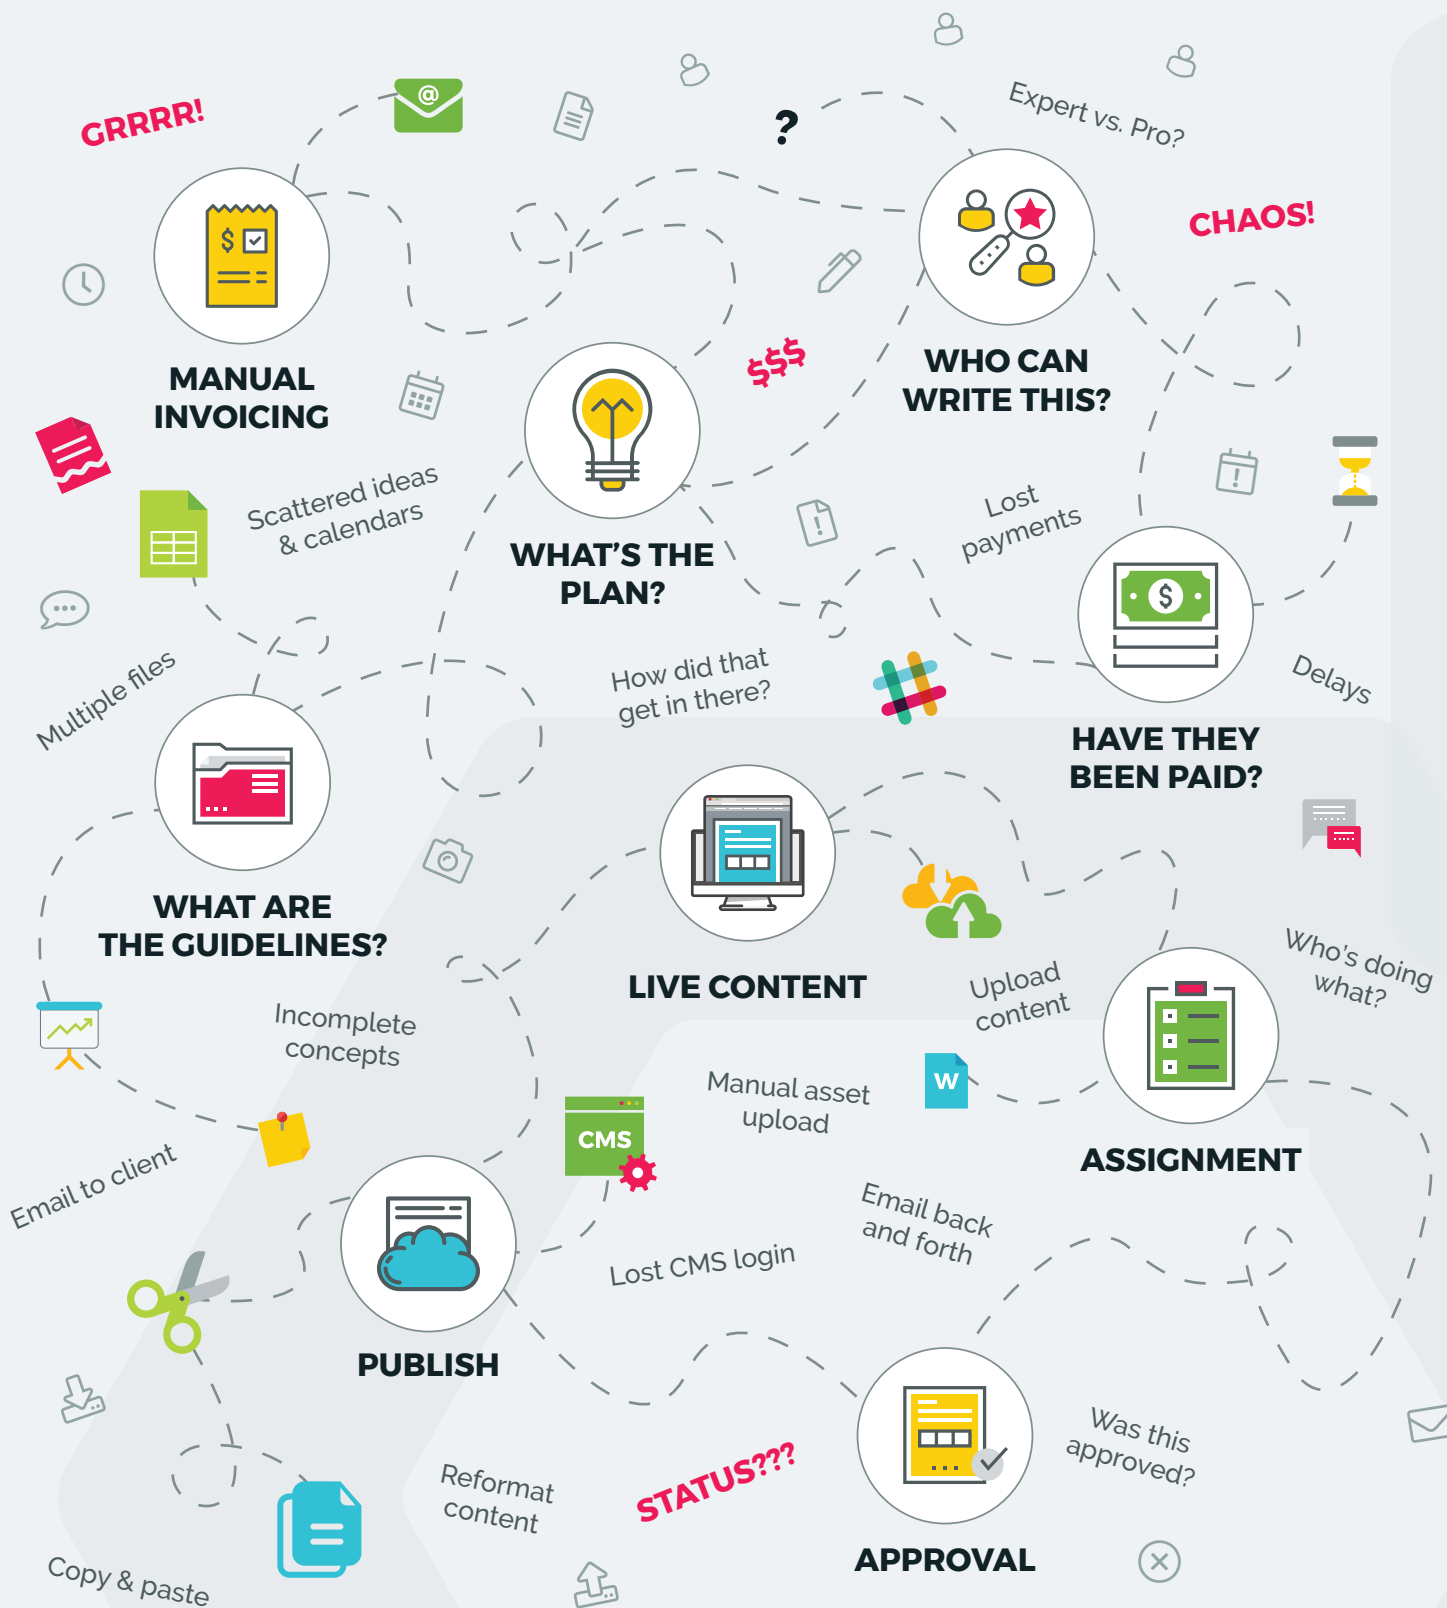 GRRRR!
@
?
Expert vs. Pro?
CHAOS!
$
MANUAL
INVOICING
$$$
WHO CAN
WRITE THIS?
Scattered ideas
& calendars
WHAT'S THE
PLAN?
!
!
Lost
payments
$
Multiple files
How did that
get in there?
Delays
HAVE THEY
BEEN PAID?
WHAT ARE
THE GUIDELINES?
LIVE CONTENT
Upload
content
Who's doing
what?
Incomplete
concepts
Manual asset
upload
W
CMS
ASSIGNMENT
Email to client
Email back
and forth
Lost CMS login
PUBLISH
Was this
approved?
STATUS???
Reformat
content
APPROVAL
Copy & paste